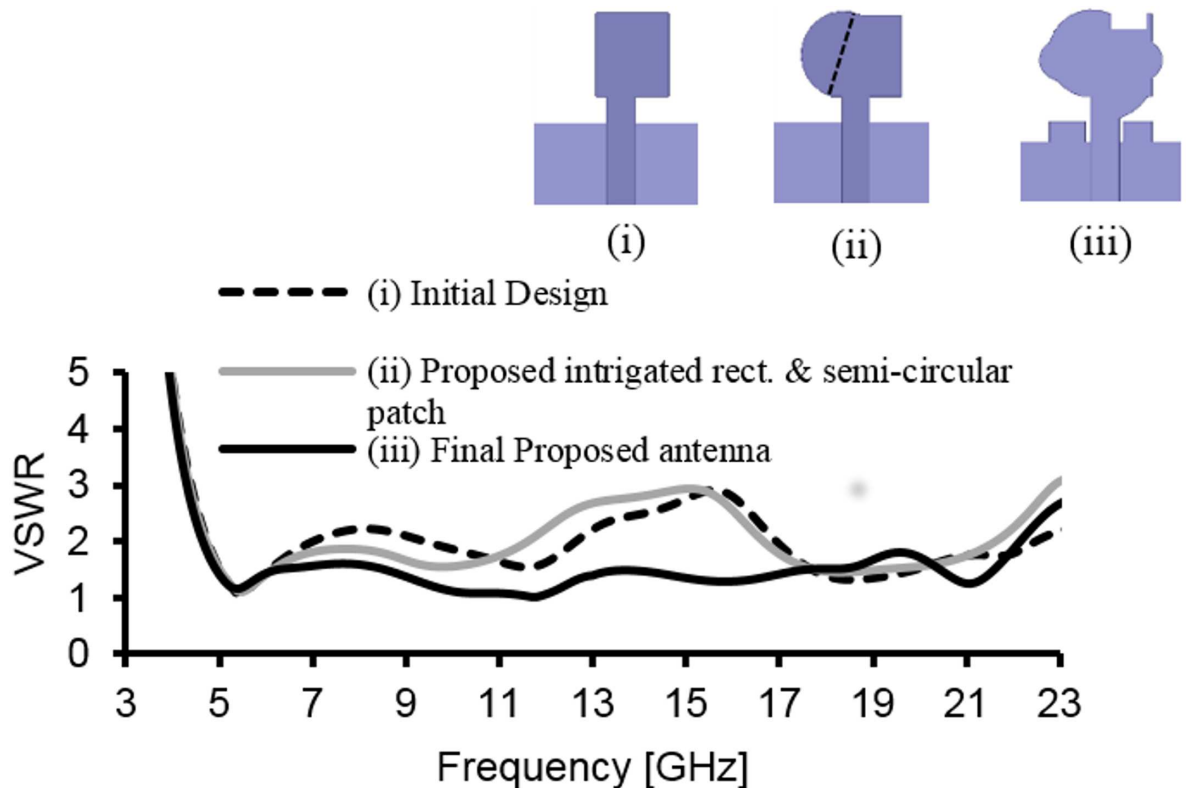 (i)
(ii)
(iii)
(i) Initial Design
(ii) Proposed intrigated rect. & semi-circular
patch
(iii) Final Proposed antenna
5
4
3
2
1
0
VSWR
3 5 7 9 11 13 15 17 19 21 23
Frequency [GHz]